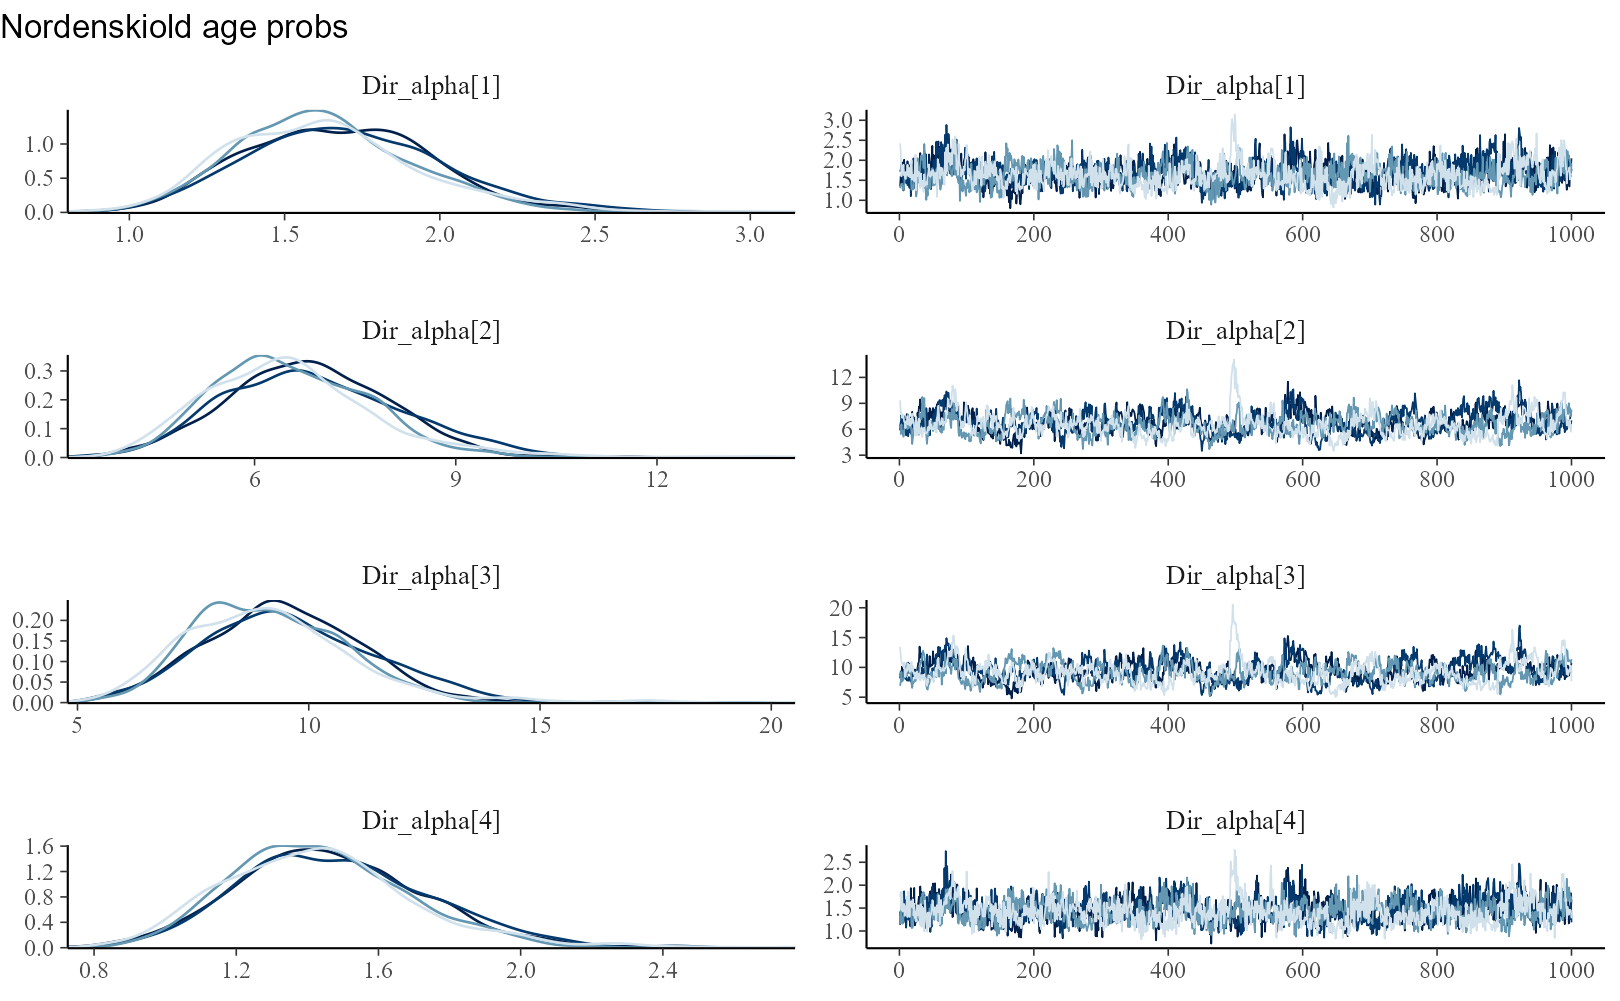 Nordenskiold age probs
Dir_alpha[1]
1.0
0.5
0.0
1.0 1.5 2.0 2.5 3.0
Dir_alpha[1]
3.0
2.5
2.0
1.5
1.0
0 200 400 600 800 1000
Dir_alpha[2]
0.3
0.2
0.1
0.0
6 9 12
Dir_alpha[2]
12
9
6
3
0 200 400 600 800 1000
Dir_alpha[3]
0.20
0.15
0.10
0.05
0.00
5 10 15 20
Dir_alpha[3]
20
15
10
5
0 200 400 600 800 1000
Dir_alpha[4]
1.6
1.2
0.8
0.4
0.0
0.8 1.2 1.6 2.0 2.4
Dir_alpha[4]
2.5
2.0
1.5
1.0
0 200 400 600 800 1000